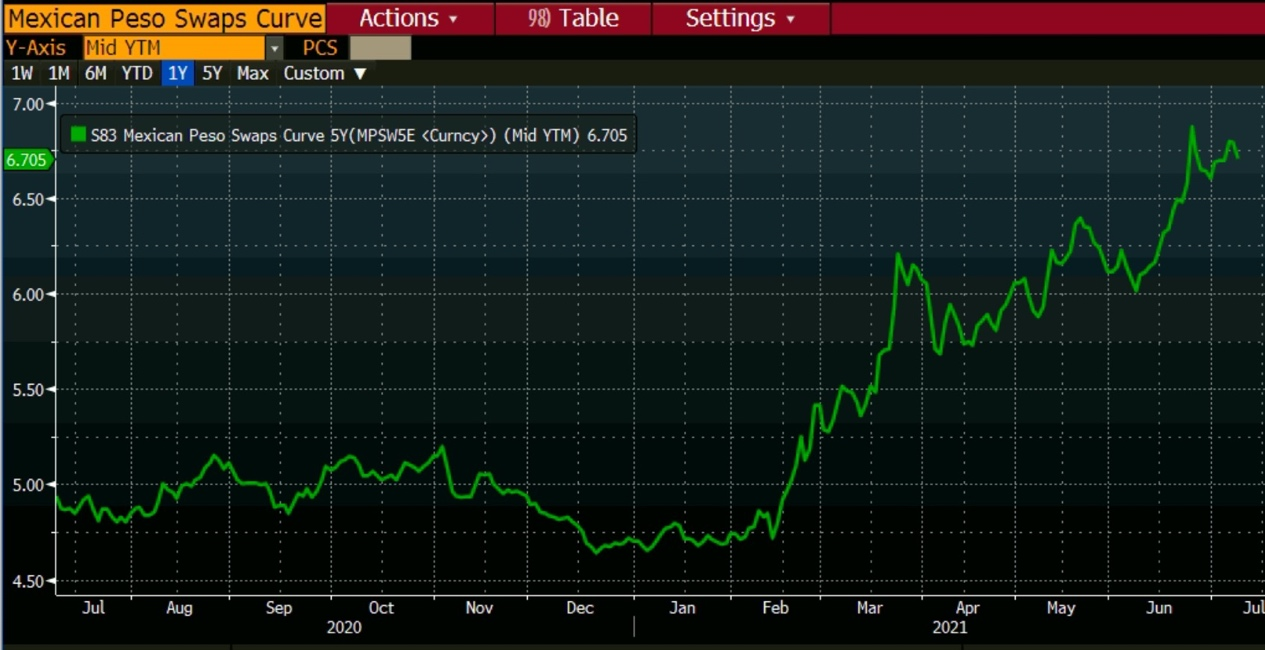 Mexican Peso Swaps Curve Actions 98) Table Settings
Y-Axis Mid YTM PCS
1W 1M 6M YTD 1Y 5Y Max Custom
7.00
S83 Mexican Peso Swaps Curve 5Y(MPSW5E <Curncy>) (Mid YTM) 6.705
6.705
6.50
6.00
5.50
5.00
4.50
Jul Aug Sep Oct Nov Dec Jan Feb Mar Apr May Jun Jul
2020 2021